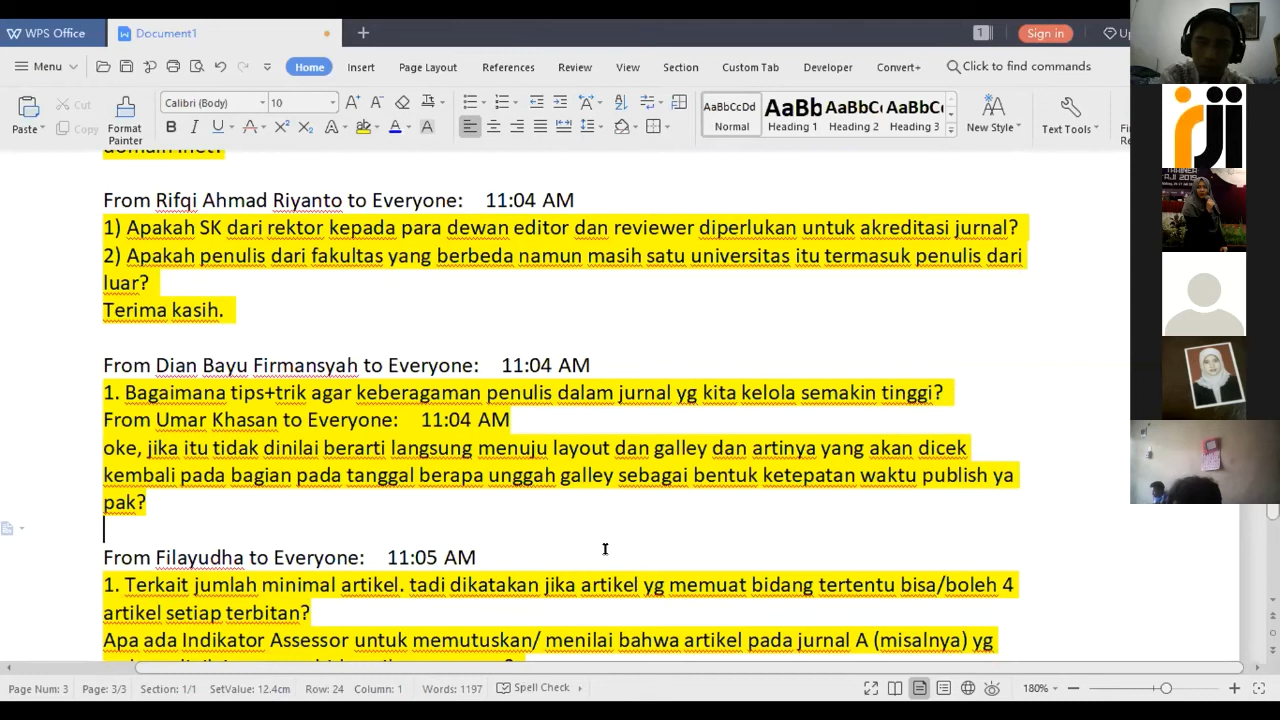 WPS Office
Document1
1
Sign in
Menu
Home
Insert
Page Layout
References
Review
View
Section
Custom Tab
Developer
Convert+
Click to find commands
Paste
Cut
Copy
Format
Painter
Calibri (Body)
10
AaBbCcDd
Normal
AaBb
Heading 1
AaBbC
Heading 2
AaBbC
Heading 3
New Style
Text Tools
From Rifqi Ahmad Riyanto to Everyone: 11:04 AM
1) Apakah SK dari rektor kepada para dewan editor dan reviewer diperlukan untuk akreditasi jurnal?
2) Apakah penulis dari fakultas yang berbeda namun masih satu universitas itu termasuk penulis dari
luar?
Terima kasih.
From Dian Bayu Firmansyah to Everyone: 11:04 AM
1. Bagaimana tips+trik agar keberagaman penulis dalam jurnal yg kita kelola semakin tinggi?
From Umar Khasan to Everyone: 11:04 AM
oke, jika itu tidak dinilai berarti langsung menuju layout dan galley dan artinya yang akan dicek
kembali pada bagian pada tanggal berapa unggah galley sebagai bentuk ketepatan waktu publish ya
pak?
From Filayudha to Everyone: 11:05 AM
1. Terkait jumlah minimal artikel. tadi dikatakan jika artikel yg memuat bidang tertentu bisa/boleh 4
artikel setiap terbitan?
Apa ada Indikator Assessor untuk memutuskan/ menilai bahwa artikel pada jurnal A (misalnya) yg
Page Num: 3
Page: 3/3
Section: 1/1
SetValue: 12.4cm
Row: 24
Column: 1
Words: 1197
Spell Check
180%